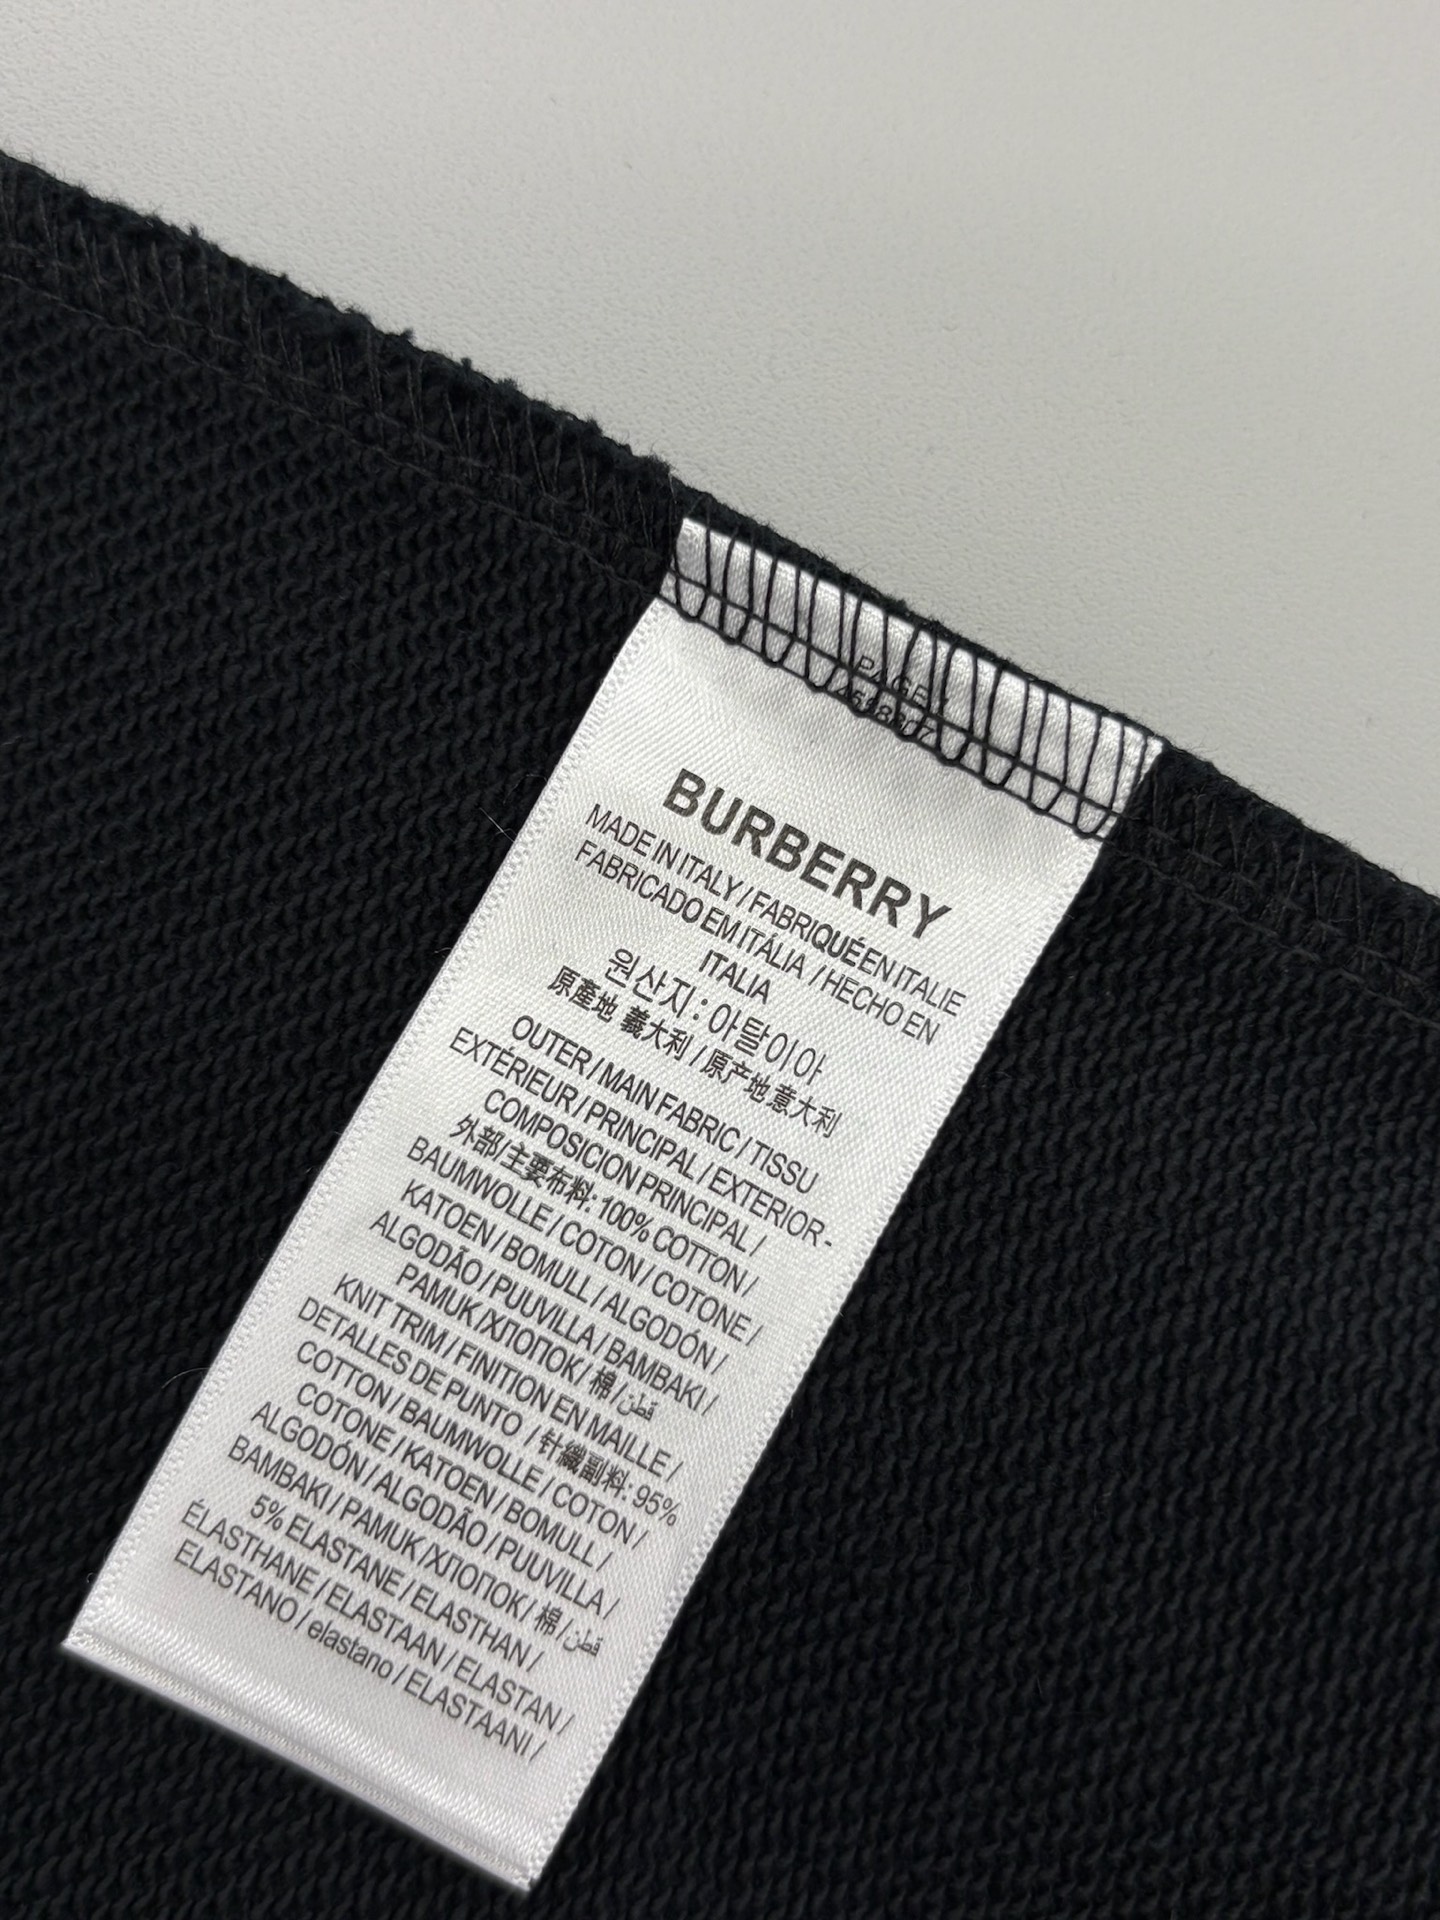 PAGE 1
BURBERRY
MADE IN ITALY / FABRIQUÉ EN ITALIE
FABRICADO EM ITÁLIA / HECHO EN
ITALIA
원산지 : 이탈이아
原產地 義大利 / 原产地意大利
OUTER / MAIN FABRIC / TISSU
EXTÉRIEUR / PRINCIPAL / EXTERIOR -
COMPOSICION PRINCIPAL /
外部/主要布料: 100% COTTON /
BAUMWOLLE / COTON / COTONE /
KATOEN / BOMULL / ALGODÓN /
ALGODÃO / PUUVILLA / BAMBAKI /
PAMUK/ХЛОПОК/ 棉 / قطن
KNIT TRIM / FINITION EN MAILLE /
DETALLES DE PUNTO / 针織副料: 95%
COTTON / BAUMWOLLE / COTON /
COTONE / KATOEN / BOMULL /
ALGODÓN / ALGODÃO / PUUVILLA /
BAMBAKI / PAMUK /ХЛОПОК/ 棉 / قطن
5% ELASTANE / ELASTHAN /
ÉLASTHANE / ELASTAAN / ELASTAN /
ELASTANO / elastano / ELASTAANI /